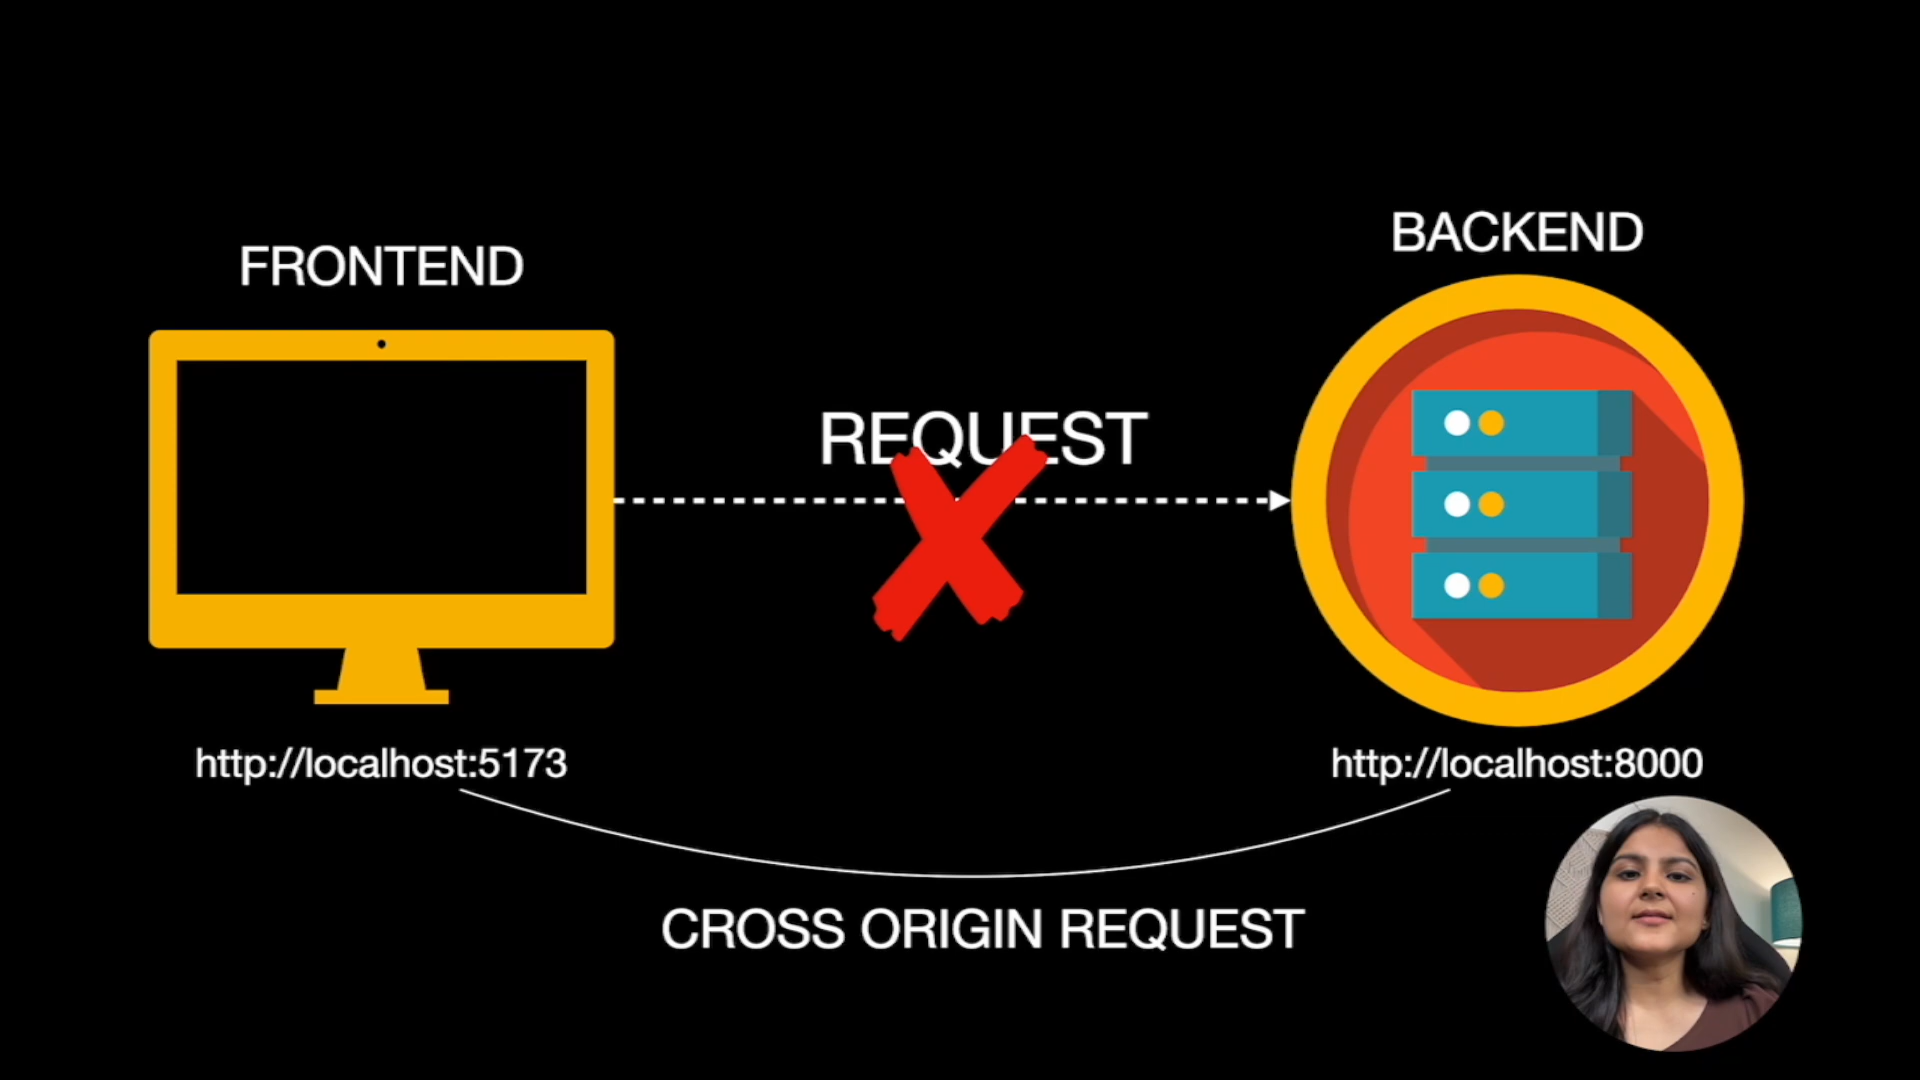 FRONTEND
BACKEND
REQUEST
http://localhost:5173
http://localhost:8000
CROSS ORIGIN REQUEST